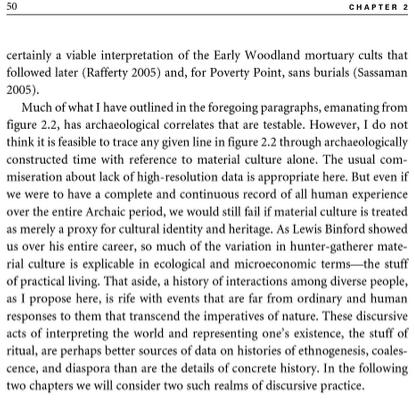 50
CHAPTER 2
certainly a viable interpretation of the Early Woodland mortuary cults that
followed later (Rafferty 2005) and, for Poverty Point, sans burials (Sassaman
2005).
Much of what I have outlined in the foregoing paragraphs, emanating from
figure 2.2, has archaeological correlates that are testable. However, I do not
think it is feasible to trace any given line in figure 2.2 through archaeologically
constructed time with reference to material culture alone. The usual com-
miseration about lack of high-resolution data is appropriate here. But even if
we were to have a complete and continuous record of all human experience
over the entire Archaic period, we would still fail if material culture is treated
as merely a proxy for cultural identity and heritage. As Lewis Binford showed
us over his entire career, so much of the variation in hunter-gatherer mate-
rial culture is explicable in ecological and microeconomic terms—the stuff
of practical living. That aside, a history of interactions among diverse people,
as I propose here, is rife with events that are far from ordinary and human
responses to them that transcend the imperatives of nature. These discursive
acts of interpreting the world and representing one's existence, the stuff of
ritual, are perhaps better sources of data on histories of ethnogenesis, coales-
cence, and diaspora than are the details of concrete history. In the following
two chapters we will consider two such realms of discursive practice.